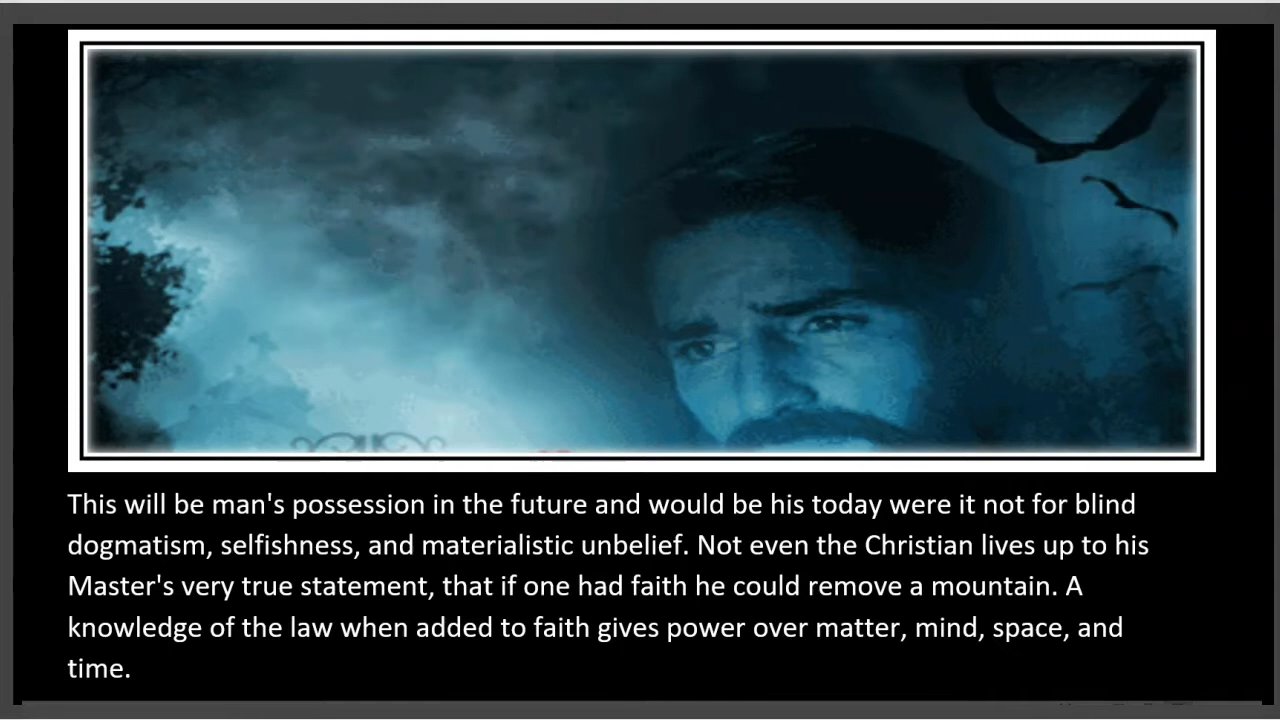 This will be man's possession in the future and would be his today were it not for blind
dogmatism, selfishness, and materialistic unbelief. Not even the Christian lives up to his
Master's very true statement, that if one had faith he could remove a mountain. A
knowledge of the law when added to faith gives power over matter, mind, space, and
time.